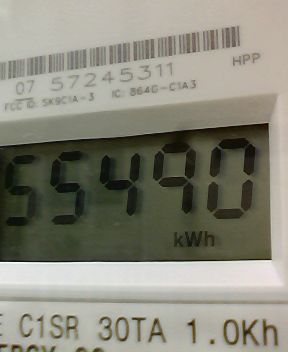 07 57245311
HPP
FCC ID: SK9C1A-3 IC: 864G-C1A3
55490
kWh
C1SR 30TA 1.0Kh